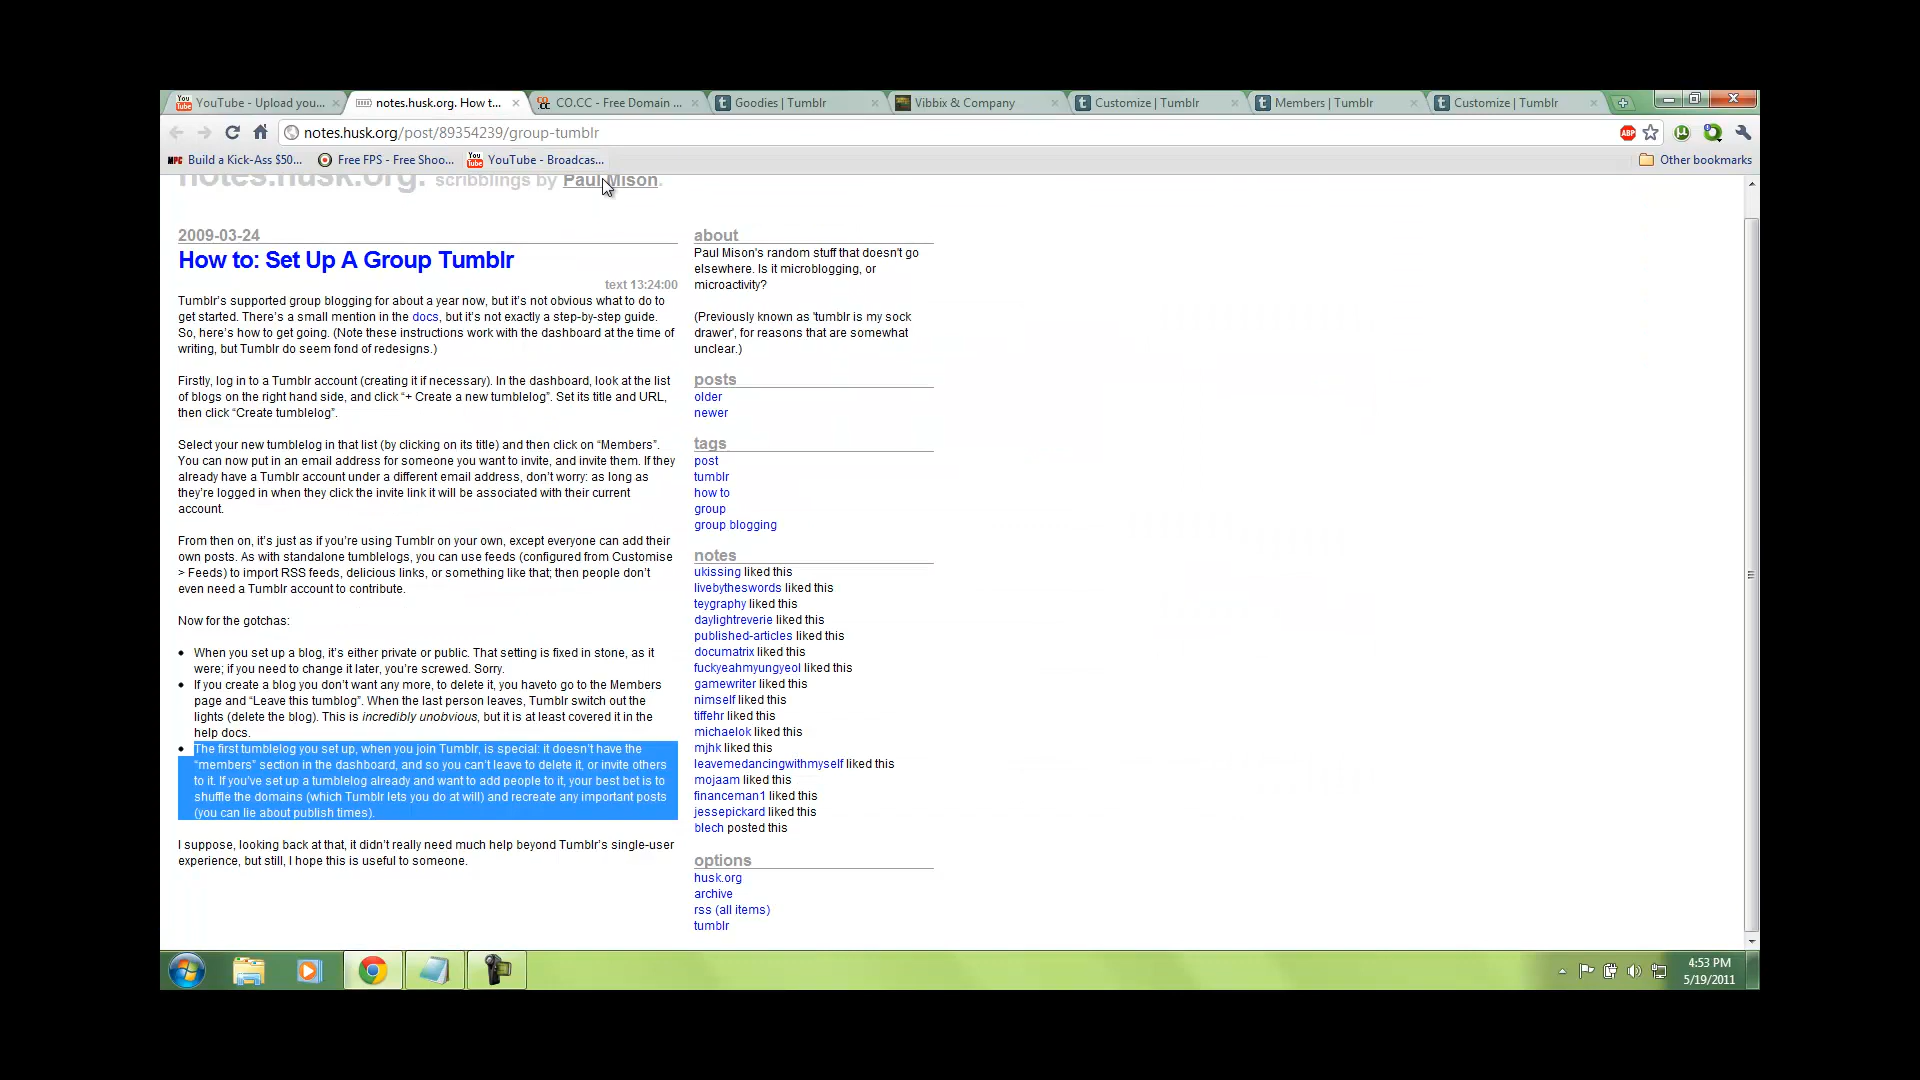 YouTube - Upload you...
notes.husk.org. How t...
CO.CC - Free Domain ...
Goodies | Tumblr
Vibbix & Company
Customize | Tumblr
Members | Tumblr
Customize | Tumblr
notes.husk.org/post/89354239/group-tumblr
ABP
Build a Kick-Ass $50...
Free FPS - Free Shoo...
YouTube - Broadcas...
Other bookmarks
notes.husk.org. scribblings by Paul Mison.
2009-03-24
How to: Set Up A Group Tumblr
text 13:24:00
Tumblr's supported group blogging for about a year now, but it's not obvious what to do to
get started. There's a small mention in the docs, but it's not exactly a step-by-step guide.
So, here's how to get going. (Note these instructions work with the dashboard at the time of
writing, but Tumblr do seem fond of redesigns.)
Firstly, log in to a Tumblr account (creating it if necessary). In the dashboard, look at the list
of blogs on the right hand side, and click “+ Create a new tumblelog”. Set its title and URL,
then click “Create tumblelog”.
Select your new tumblelog in that list (by clicking on its title) and then click on “Members”.
You can now put in an email address for someone you want to invite, and invite them. If they
already have a Tumblr account under a different email address, don't worry: as long as
they're logged in when they click the invite link it will be associated with their current
account.
From then on, it's just as if you're using Tumblr on your own, except everyone can add their
own posts. As with standalone tumblelogs, you can use feeds (configured from Customise
> Feeds) to import RSS feeds, delicious links, or something like that; then people don't
even need a Tumblr account to contribute.
Now for the gotchas:
• When you set up a blog, it's either private or public. That setting is fixed in stone, as it
were; if you need to change it later, you're screwed. Sorry.
• If you create a blog you don't want any more, to delete it, you haveto go to the Members
page and “Leave this tumblog”. When the last person leaves, Tumblr switch out the
lights (delete the blog). This is incredibly unobvious, but it is at least covered it in the
help docs.
• The first tumblelog you set up, when you join Tumblr, is special: it doesn't have the
“members” section in the dashboard, and so you can't leave to delete it, or invite others
to it. If you've set up a tumblelog already and want to add people to it, your best bet is to
shuffle the domains (which Tumblr lets you do at will) and recreate any important posts
(you can lie about publish times).
I suppose, looking back at that, it didn't really need much help beyond Tumblr's single-user
experience, but still, I hope this is useful to someone.
about
Paul Mison's random stuff that doesn't go
elsewhere. Is it microblogging, or
microactivity?
(Previously known as 'tumblr is my sock
drawer', for reasons that are somewhat
unclear.)
posts
older
newer
tags
post
tumblr
how to
group
group blogging
notes
ukissing liked this
livebytheswords liked this
teygraphy liked this
daylightreverie liked this
published-articles liked this
documatrix liked this
fuckyeahmyungyeol liked this
gamewriter liked this
nimself liked this
tiffehr liked this
michaelok liked this
mjhk liked this
leavemedancingwithmyself liked this
mojaam liked this
financeman1 liked this
jessepickard liked this
blech posted this
options
husk.org
archive
rss (all items)
tumblr
4:53 PM
5/19/2011